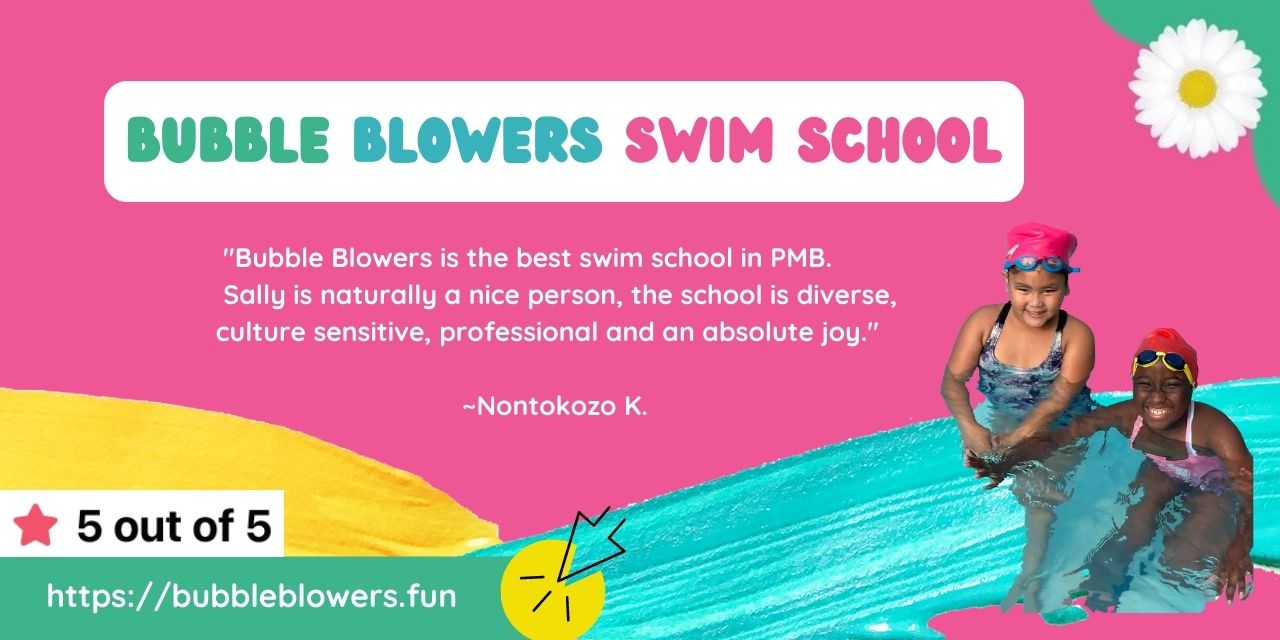 BUBBLE BLOWERS SWIM SCHOOL
"Bubble Blowers is the best swim school in PMB.
Sally is naturally a nice person, the school is diverse,
culture sensitive, professional and an absolute joy."
~Nontokozo K.
5 out of 5
https://bubbleblowers.fun